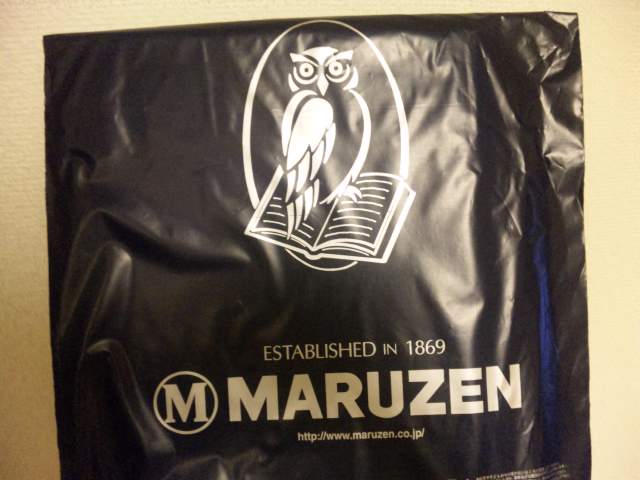 ESTABLISHED IN 1869
M MARUZEN
http://www.maruzen.co.jp/